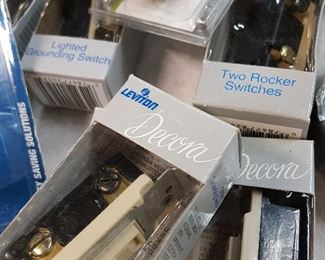 Lighted
Grounding Switch
Two Rocker
Switches
LEVITON
Decora
Decora
SAVING SOLUTIONS